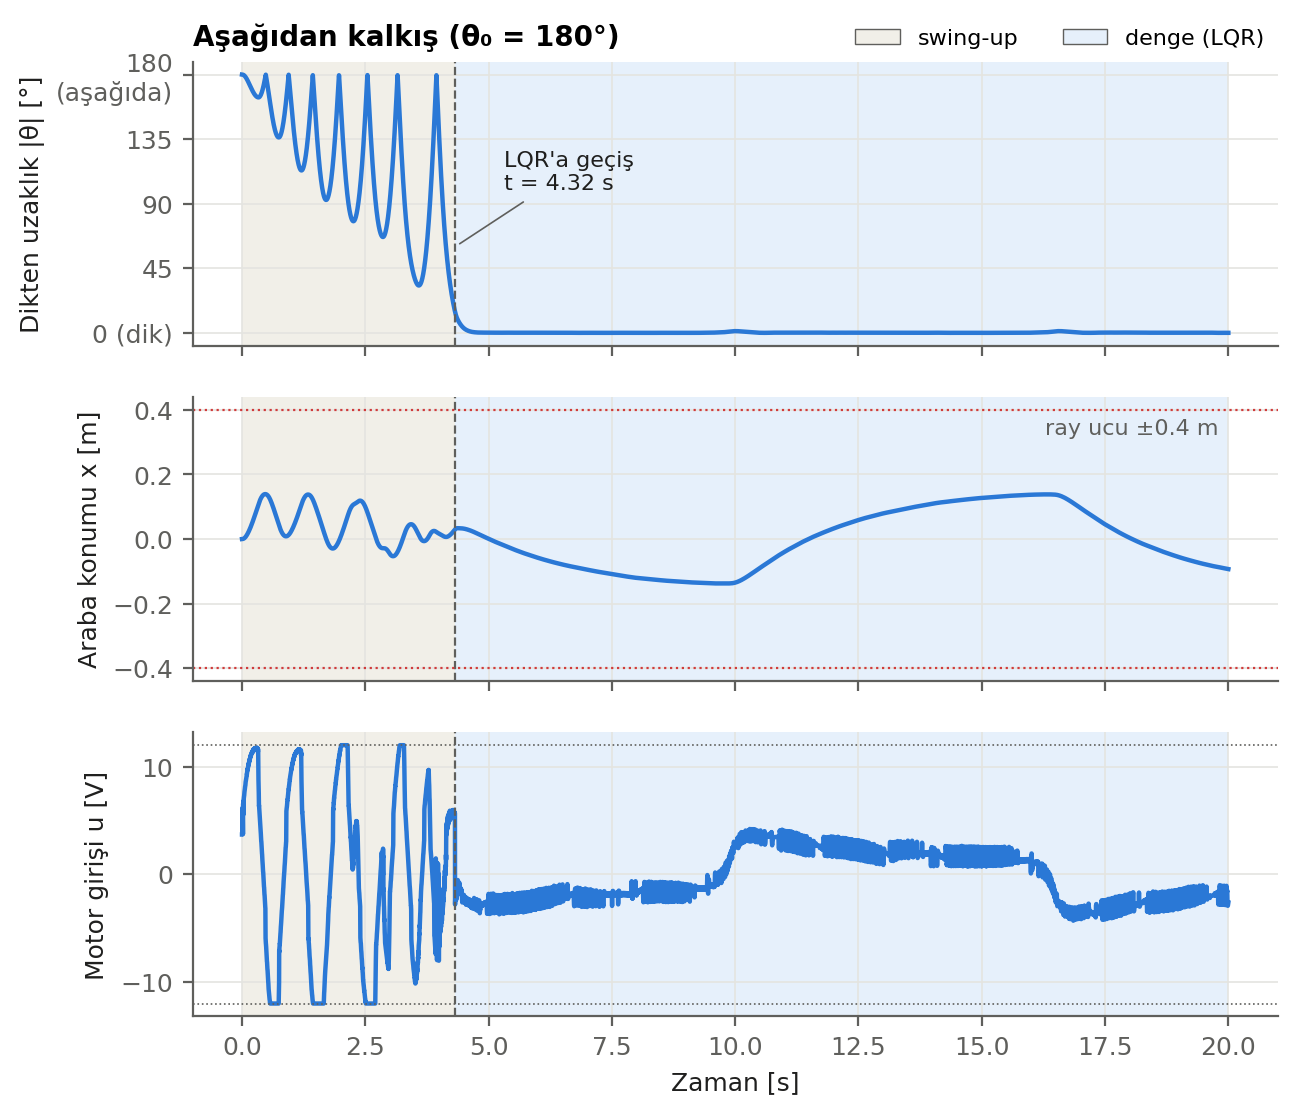 Aşağıdan kalkış (θ₀ = 180°)
swing-up
denge (LQR)
Dikten uzaklık |θ| [°]
180
(aşağıda)
135
90
45
0 (dik)
LQR'a geçiş
t = 4.32 s
Araba konumu x [m]
0.4
0.2
0.0
−0.2
−0.4
ray ucu ±0.4 m
Motor girişi u [V]
10
0
−10
0.0
2.5
5.0
7.5
10.0
12.5
15.0
17.5
20.0
Zaman [s]